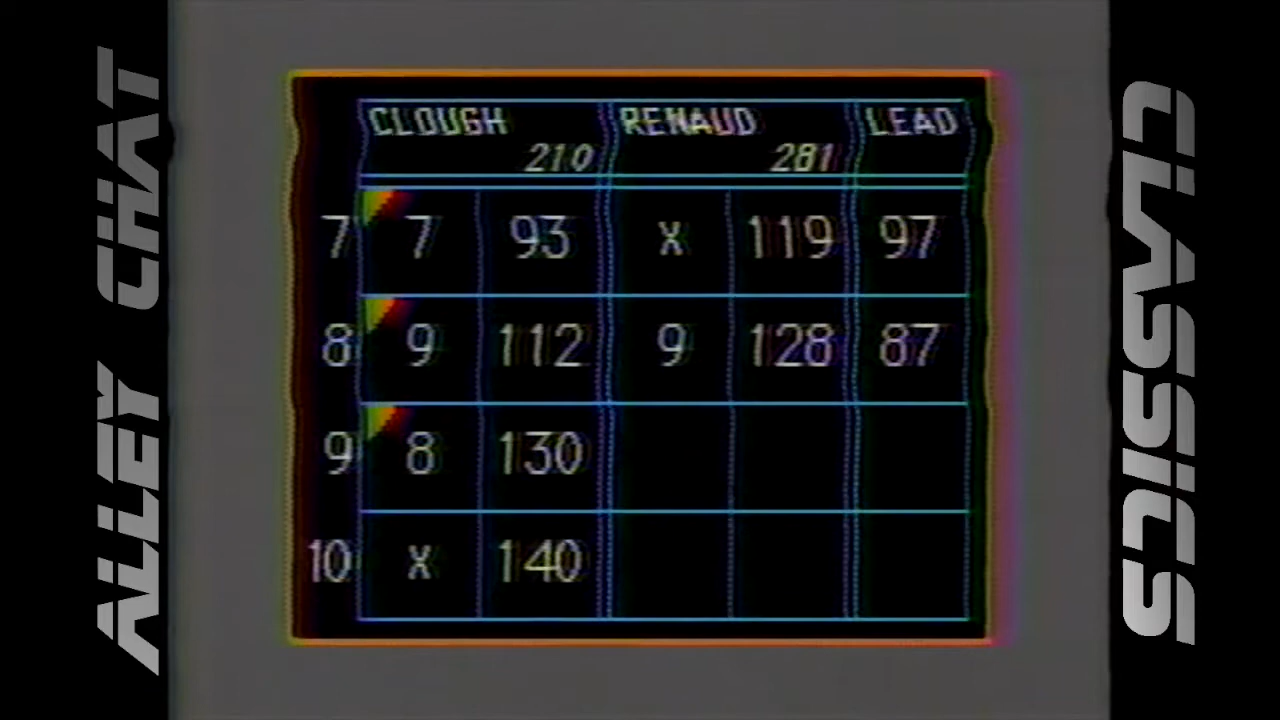 ALLEY CHAT
CLOUGH RENAUD LEAD
210 281
7 7 93 X 119 97
8 9 112 9 128 87
9 8 130
10 X 140
CLASSICS